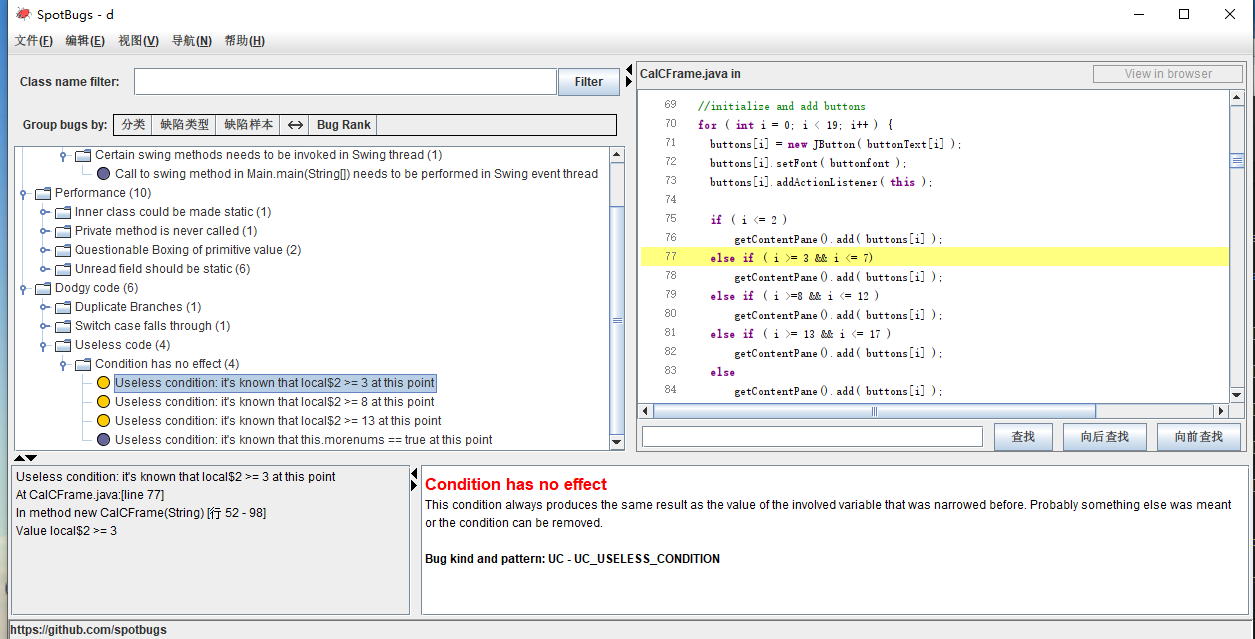 SpotBugs - d
文件(F) 编辑(E) 视图(V) 导航(N) 帮助(H)
Class name filter:
Filter
Group bugs by: 分类 缺陷类型 缺陷样本 ↔ Bug Rank
Certain swing methods needs to be invoked in Swing thread (1)
Call to swing method in Main.main(String[]) needs to be performed in Swing event thread
Performance (10)
Inner class could be made static (1)
Private method is never called (1)
Questionable Boxing of primitive value (2)
Unread field should be static (6)
Dodgy code (6)
Duplicate Branches (1)
Switch case falls through (1)
Useless code (4)
Condition has no effect (4)
Useless condition: it's known that local$2 >= 3 at this point
Useless condition: it's known that local$2 >= 8 at this point
Useless condition: it's known that local$2 >= 13 at this point
Useless condition: it's known that this.morenums == true at this point
CalCFrame.java in
View in browser
69 //initialize and add buttons
70 for ( int i = 0; i < 19; i++ ) {
71 buttons[i] = new JButton( buttonText[i] );
72 buttons[i].setFont( buttonfont );
73 buttons[i].addActionListener( this );
74
75 if ( i <= 2 )
76 getContentPane().add( buttons[i] );
77 else if ( i >= 3 && i <= 7)
78 getContentPane().add( buttons[i] );
79 else if ( i >=8 && i <= 12 )
80 getContentPane().add( buttons[i] );
81 else if ( i >= 13 && i <= 17 )
82 getContentPane().add( buttons[i] );
83 else
84 getContentPane().add( buttons[i] );
查找 向后查找 向前查找
Useless condition: it's known that local$2 >= 3 at this point
At CalCFrame.java:[line 77]
In method new CalCFrame(String) [行 52 - 98]
Value local$2 >= 3
Condition has no effect
This condition always produces the same result as the value of the involved variable that was narrowed before. Probably something else was meant
or the condition can be removed.
Bug kind and pattern: UC - UC_USELESS_CONDITION
https://github.com/spotbugs